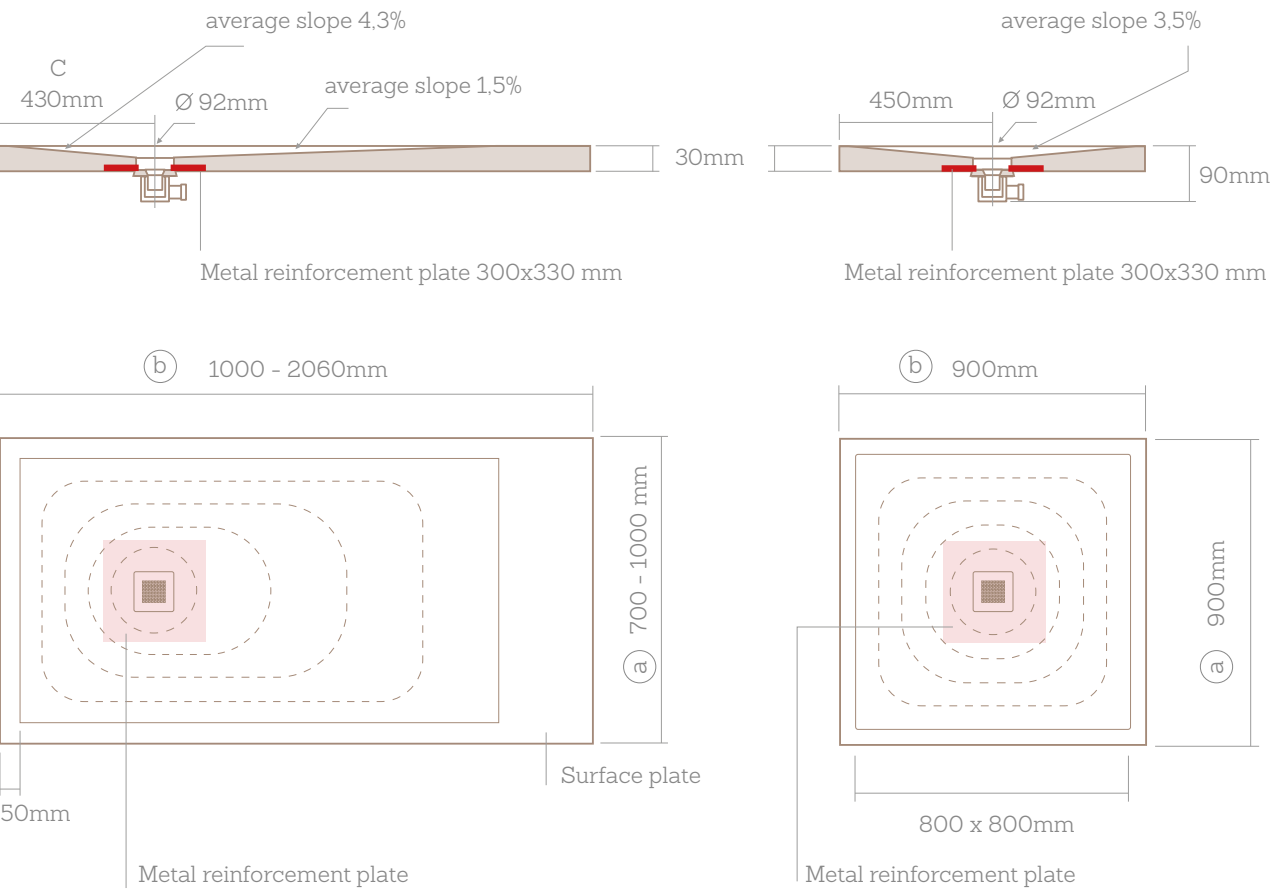 average slope 4,3%
average slope 3,5%
C
430mm
Ø 92mm
average slope 1,5%
450mm
Ø 92mm
30mm
90mm
Metal reinforcement plate 300x330 mm
Metal reinforcement plate 300x330 mm
b 1000 - 2060mm
b 900mm
a 700 - 1000 mm
a 900mm
Surface plate
50mm
800 x 800mm
Metal reinforcement plate
Metal reinforcement plate